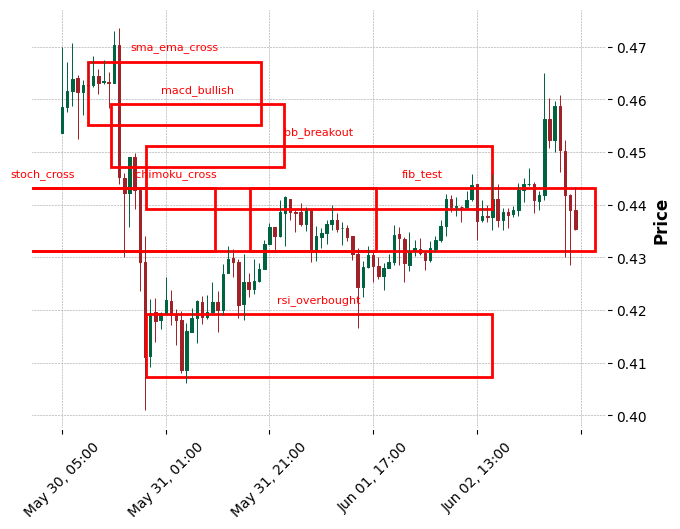 sma_ema_cross
macd_bullish
bb_breakout
stoch_cross
ichimoku_cross
fib_test
rsi_overbought
0.47
0.46
0.45
0.44
0.43
0.42
0.41
0.40
Price
May 30, 05:00
May 31, 01:00
May 31, 21:00
Jun 01, 17:00
Jun 02, 13:00